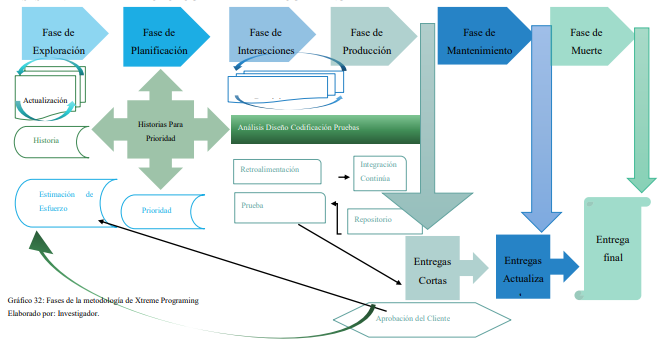 Fase de
Exploración
Fase de
Planificación
Fase de
Interacciones
Fase de
Producción
Fase de
Mantenimiento
Fase de
Muerte
Actualización
Historia
Historias Para
Prioridad
Análisis Diseño Codificación Pruebas
Retroalimentación
Integración
Continúa
Estimación de
Esfuerzo
Prioridad
Prueba
Repositorio
Entregas
Cortas
Entregas
Actualiza
Entrega
final
Gráfico 32: Fases de la metodología de Xtreme Programing
Elaborado por: Investigador.
Aprobación del Cliente